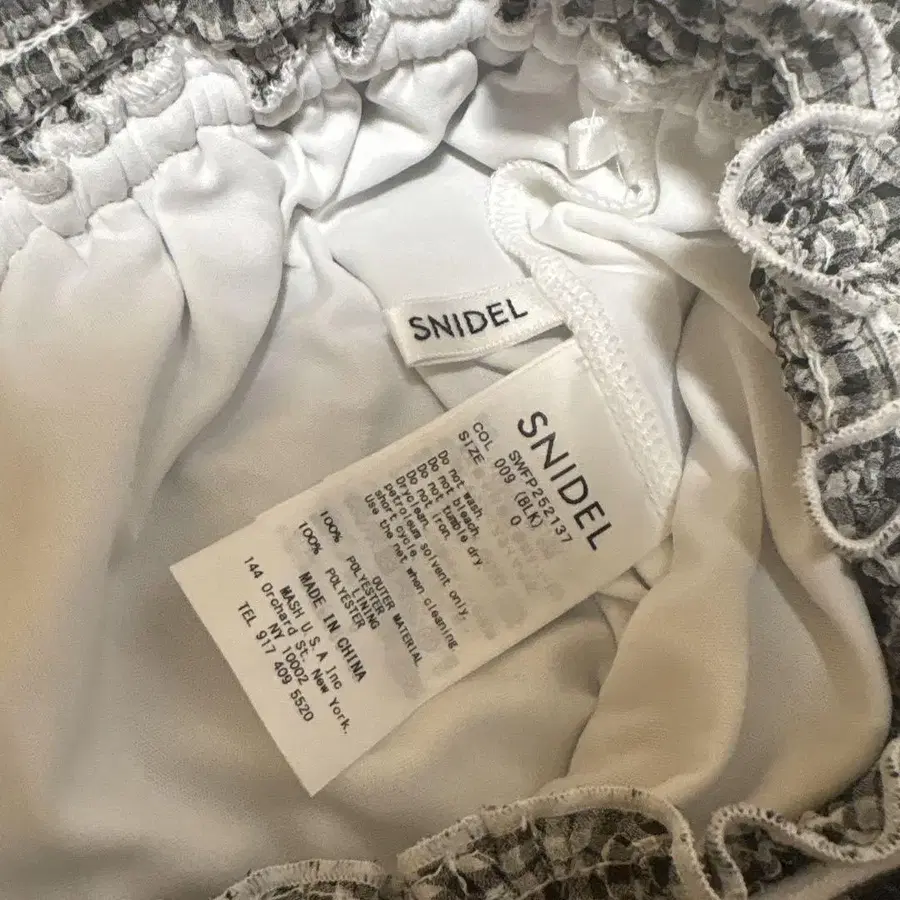 SNIDEL
SNIDEL
SWFP252137
COL 009 (BLK)
SIZE 0
Do not wash.
Do not bleach.
Do not tumble dry.
Do not iron.
Dryclean.
petroleum solvent only,
short cycle.
Use the net when cleaning
OUTER MATERIAL
100% POLYESTER
LINING
100% POLYESTER
MADE IN CHINA
MASH U.S.A Inc
144 Orchard St. New York.
NY 10002
TEL 917 409 5520